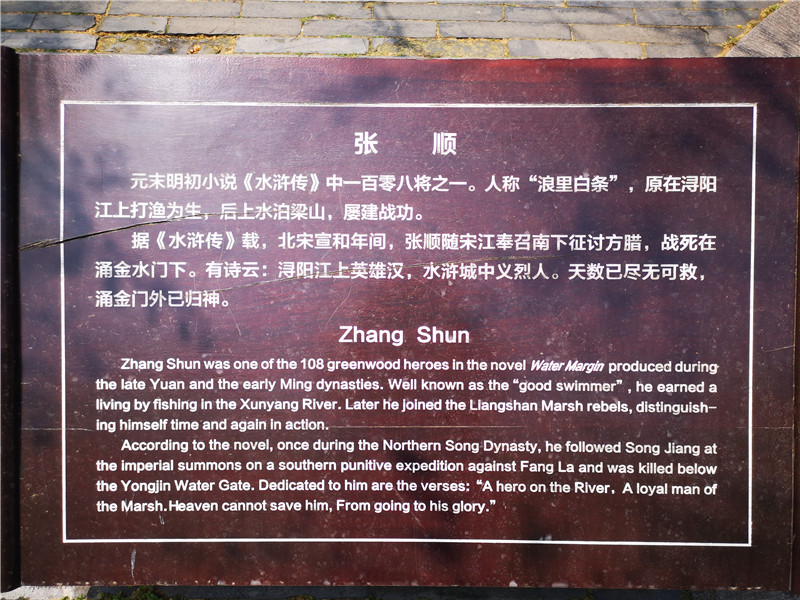 张 顺
元末明初小说《水浒传》中一百零八将之一。人称“浪里白条”，原在浔阳
江上打渔为生，后上水泊梁山，屡建战功。
据《水浒传》载，北宋宣和年间，张顺随宋江奉召南下征讨方腊，战死在
涌金水门下。有诗云：浔阳江上英雄汉，水浒城中义烈人。天数已尽无可救，
涌金门外已归神。
Zhang Shun
Zhang Shun was one of the 108 greenwood heroes in the novel Water Margin produced during
the late Yuan and the early Ming dynasties. Well known as the “good swimmer”, he earned a
living by fishing in the Xunyang River. Later he joined the Liangshan Marsh rebels, distinguish-
ing himself time and again in action.
According to the novel, once during the Northern Song Dynasty, he followed Song Jiang at
the imperial summons on a southern punitive expedition against Fang La and was killed below
the Yongjin Water Gate. Dedicated to him are the verses: “A hero on the River, A loyal man of
the Marsh.Heaven cannot save him, From going to his glory.”